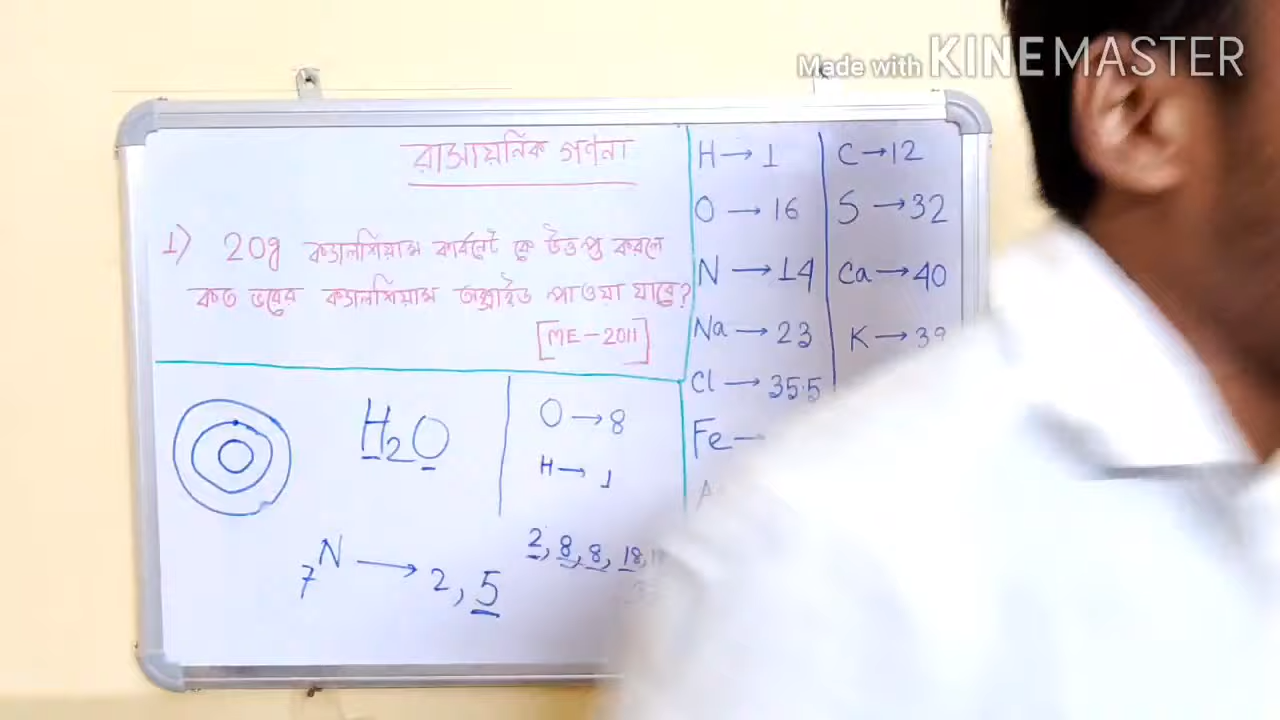 Made with KINEMASTER
রাসায়নিক গণনা
1) 20g ক্যালশিয়াম কার্বনেট কে উত্তপ্ত করলে
কত ভরের ক্যালশিয়াম অক্সাইড পাওয়া যাবে?
[ME-2011]
H → 1
O → 16
N → 14
Na → 23
Cl → 35.5
Fe →
C → 12
S → 32
Ca → 40
K → 39
H2O
O → 8
H → 1
7N → 2, 5
2, 8, 8, 18,